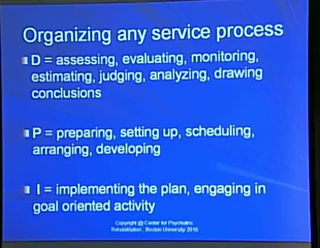 Organizing any service process
D = assessing, evaluating, monitoring,
estimating, judging, analyzing, drawing
conclusions
P = preparing, setting up, scheduling,
arranging, developing
I = implementing the plan, engaging in
goal oriented activity
Copyright @ Center for Psychiatric
Rehabilitation, Boston University 2010